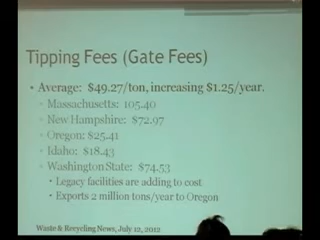 Tipping Fees (Gate Fees)
• Average: $49.27/ton, increasing $1.25/year.
• Massachusetts: 105.40
• New Hampshire: $72.97
• Oregon: $25.41
• Idaho: $18.43
• Washington State: $74.53
• Legacy facilities are adding to cost
• Exports 2 million tons/year to Oregon
Waste & Recycling News, July 12, 2012